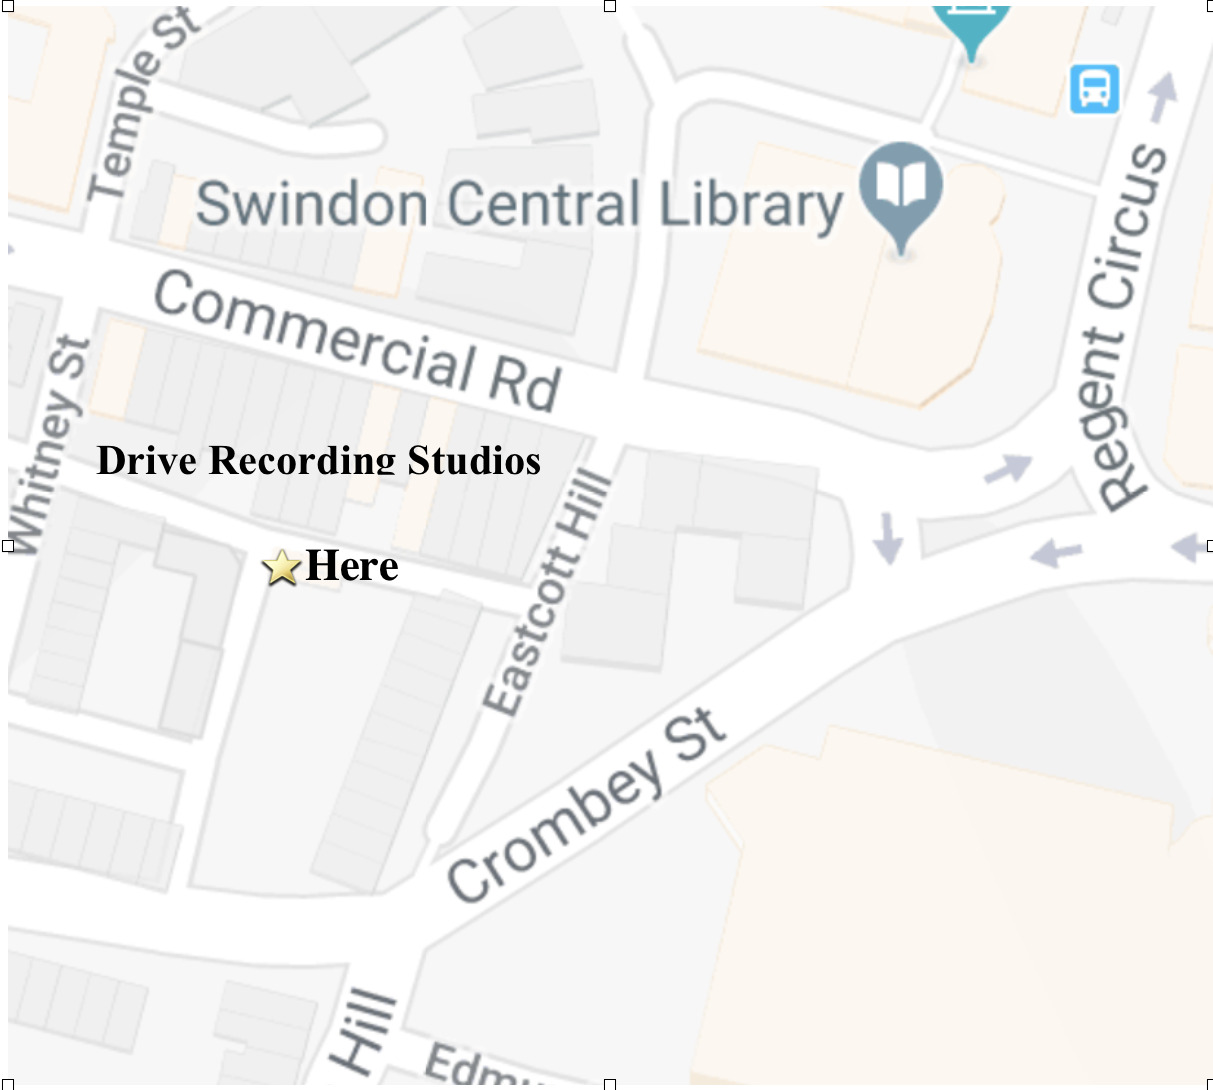 Temple St
Swindon Central Library
Regent Circus
Commercial Rd
Whitney St
Drive Recording Studios
Here
Eastcott Hill
Crombey St
Hill